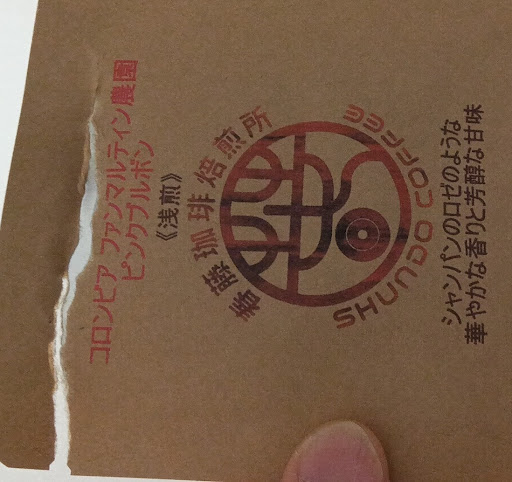 コロンビア ファンマルティン農園
ピンクブルボン
《浅煎》
春藤珈琲焙煎所
SHUNDO COFFEE
シャンパンのロゼのような
華やかな香りと芳醇な甘味